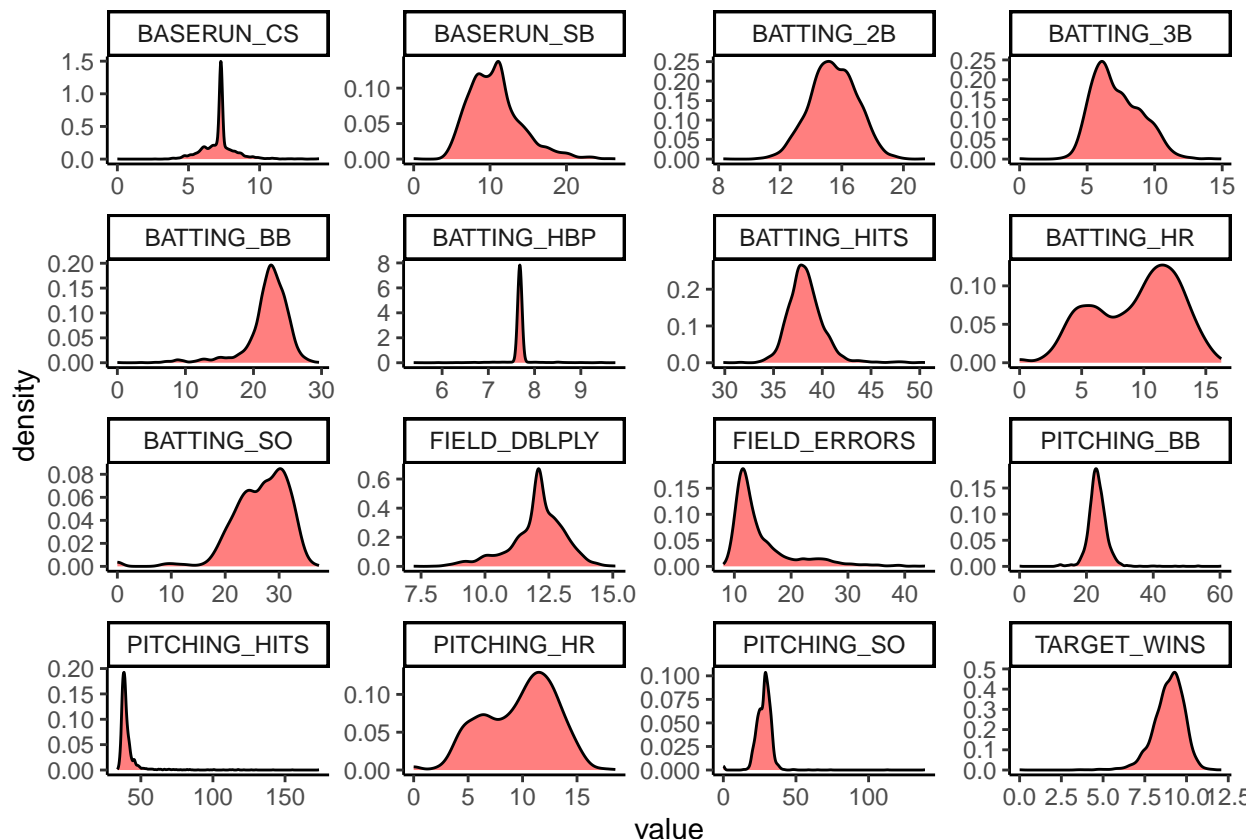 BASERUN_CS BASERUN_SB BATTING_2B BATTING_3B
1.5 1.0 0.5 0.0
0.10 0.05 0.00
0.25 0.20 0.15 0.10 0.05 0.00
0.25 0.20 0.15 0.10 0.05 0.00
0 5 10
0 10 20
8 12 16 20
0 5 10 15
BATTING_BB BATTING_HBP BATTING_HITS BATTING_HR
0.20 0.15 0.10 0.05 0.00
8 6 4 2 0
0.2 0.1 0.0
0.10 0.05 0.00
0 10 20 30
6 7 8 9
30 35 40 45 50
0 5 10 15
density
BATTING_SO FIELD_DBLPLY FIELD_ERRORS PITCHING_BB
0.08 0.06 0.04 0.02 0.00
0.6 0.4 0.2 0.0
0.15 0.10 0.05 0.00
0.15 0.10 0.05 0.00
0 10 20 30
7.5 10.0 12.5 15.0
10 20 30 40
0 20 40 60
PITCHING_HITS PITCHING_HR PITCHING_SO TARGET_WINS
0.20 0.15 0.10 0.05 0.00
0.10 0.05 0.00
0.100 0.075 0.050 0.025 0.000
0.5 0.4 0.3 0.2 0.1 0.0
50 100 150
0 5 10 15
0 50 100
0.0 2.5 5.0 7.5 10.0 12.5
value